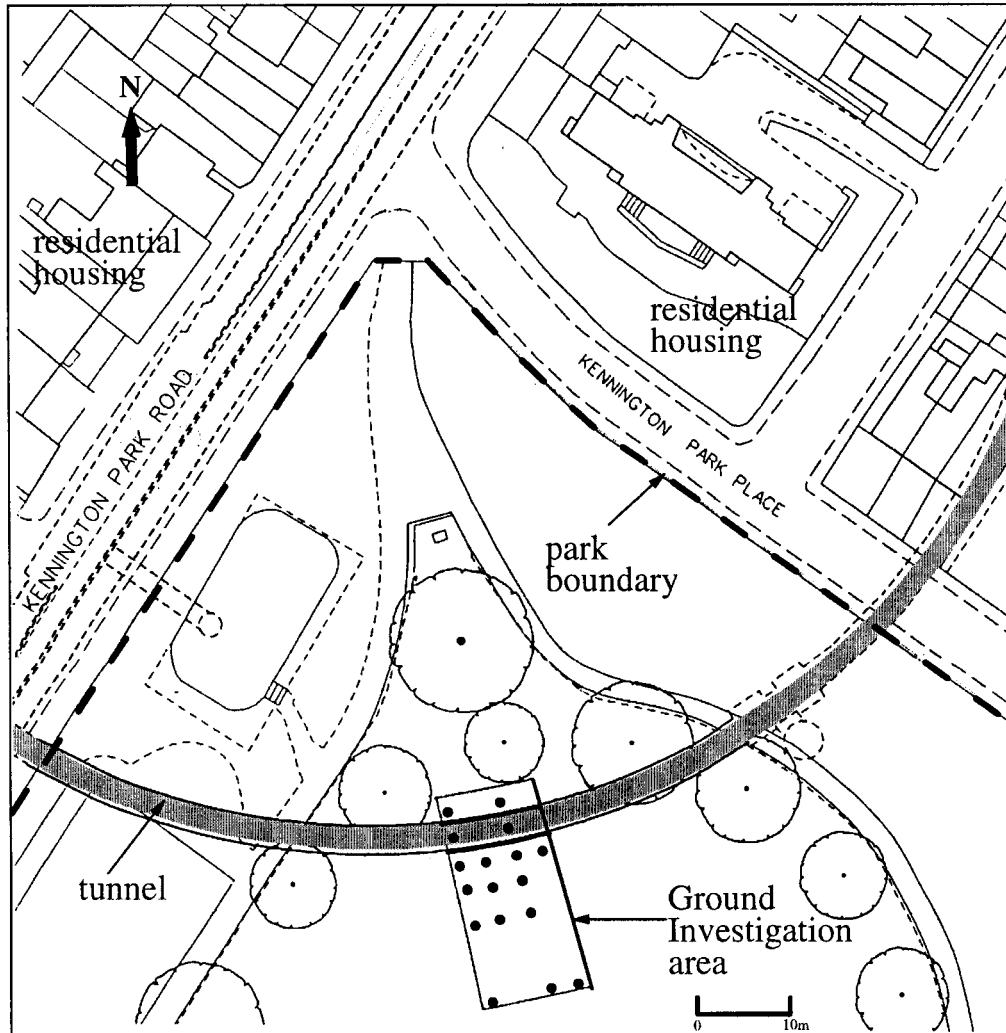 N
residential
housing
residential
housing
KENNINGTON PARK ROAD
KENNINGTON PARK PLACE
park
boundary
tunnel
Ground
Investigation
area
0 10m